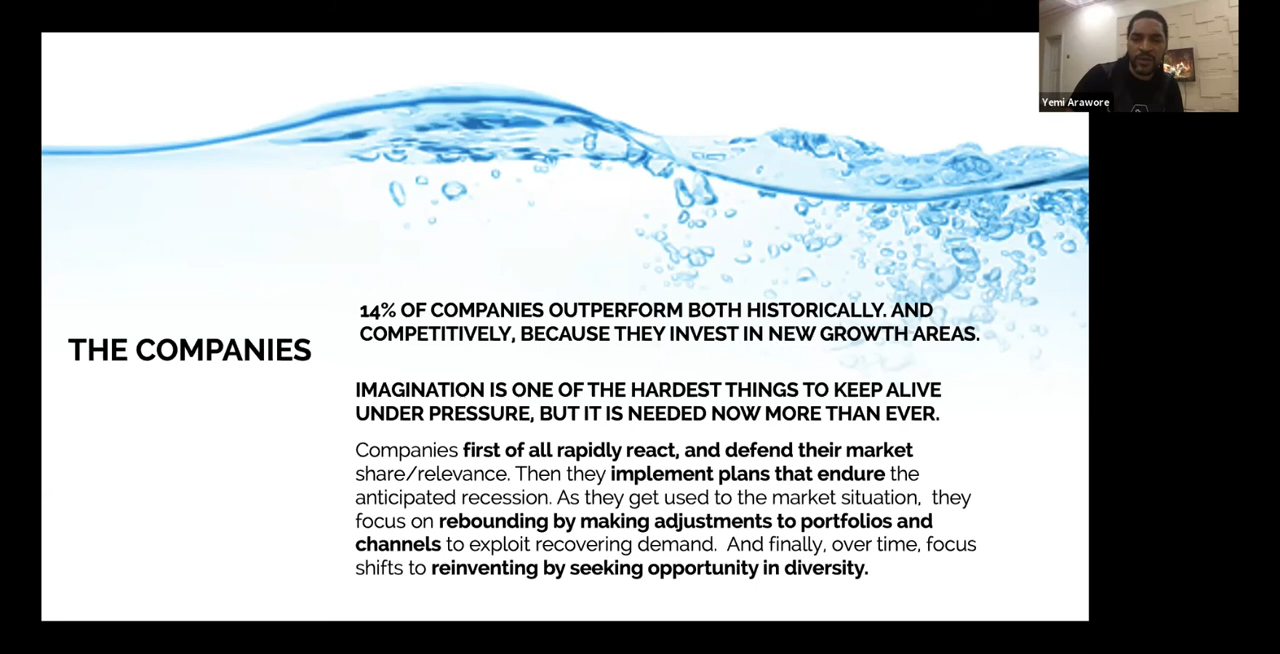 Yemi Arawore
THE COMPANIES
14% OF COMPANIES OUTPERFORM BOTH HISTORICALLY. AND
COMPETITIVELY, BECAUSE THEY INVEST IN NEW GROWTH AREAS.
IMAGINATION IS ONE OF THE HARDEST THINGS TO KEEP ALIVE
UNDER PRESSURE, BUT IT IS NEEDED NOW MORE THAN EVER.
Companies first of all rapidly react, and defend their market
share/relevance. Then they implement plans that endure the
anticipated recession. As they get used to the market situation,  they
focus on rebounding by making adjustments to portfolios and
channels to exploit recovering demand.  And finally, over time, focus
shifts to reinventing by seeking opportunity in diversity.